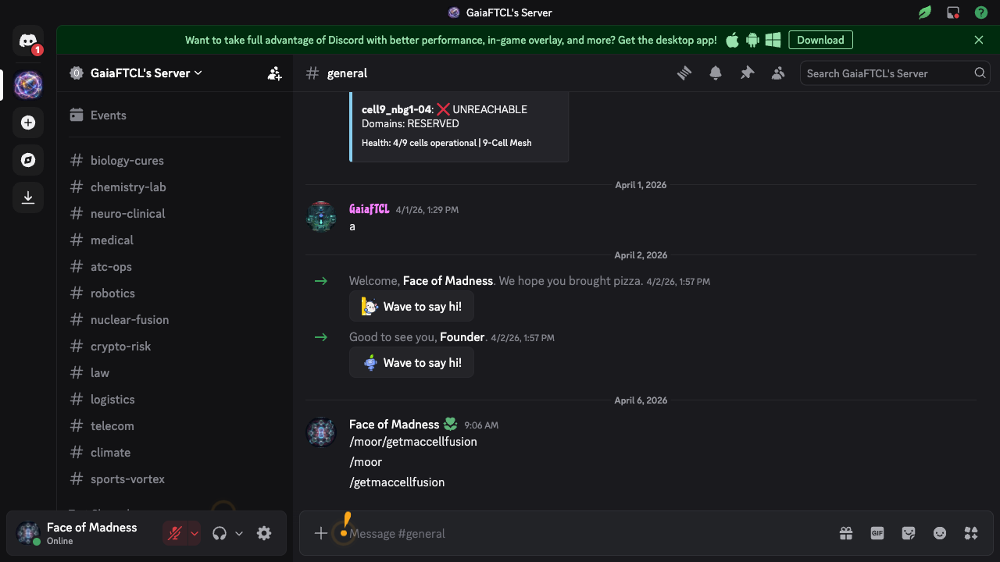 GaiaFTCL's Server
Want to take full advantage of Discord with better performance, in-game overlay, and more? Get the desktop app!
Download
1
GaiaFTCL's Server
general
Search GaiaFTCL's Server
Events
biology-cures
chemistry-lab
neuro-clinical
medical
atc-ops
robotics
nuclear-fusion
crypto-risk
law
logistics
telecom
climate
sports-vortex
Face of Madness
Online
cell9_nbg1-04: ❌ UNREACHABLE
Domains: RESERVED
Health: 4/9 cells operational | 9-Cell Mesh
April 1, 2026
GaiaFTCL 4/1/26, 1:29 PM
a
April 2, 2026
Welcome, Face of Madness. We hope you brought pizza. 4/2/26, 1:57 PM
Wave to say hi!
Good to see you, Founder. 4/2/26, 1:57 PM
Wave to say hi!
April 6, 2026
Face of Madness 9:06 AM
/moor/getmaccellfusion
/moor
/getmaccellfusion
Message #general
GIF